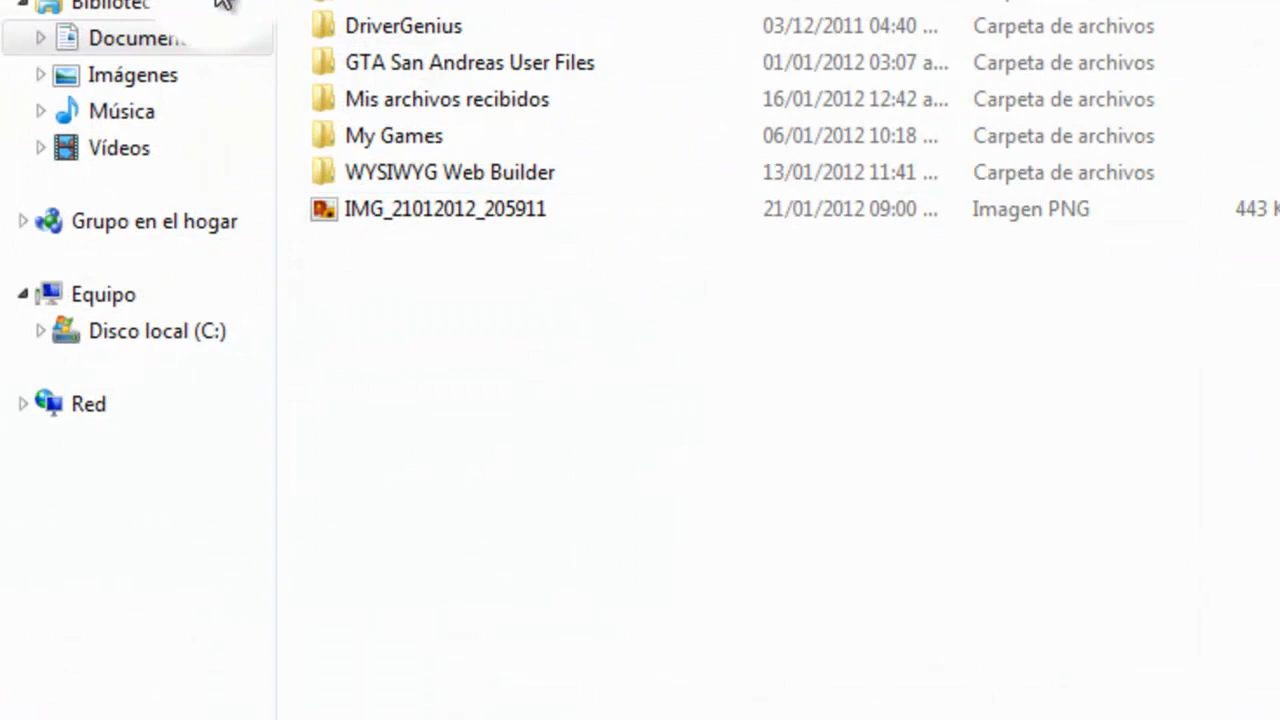 Bibliotec
Document
Imágenes
Música
Vídeos
Grupo en el hogar
Equipo
Disco local (C:)
Red
DriverGenius 03/12/2011 04:40 ... Carpeta de archivos
GTA San Andreas User Files 01/01/2012 03:07 a... Carpeta de archivos
Mis archivos recibidos 16/01/2012 12:42 a... Carpeta de archivos
My Games 06/01/2012 10:18 ... Carpeta de archivos
WYSIWYG Web Builder 13/01/2012 11:41 ... Carpeta de archivos
IMG_21012012_205911 21/01/2012 09:00 ... Imagen PNG 443 K